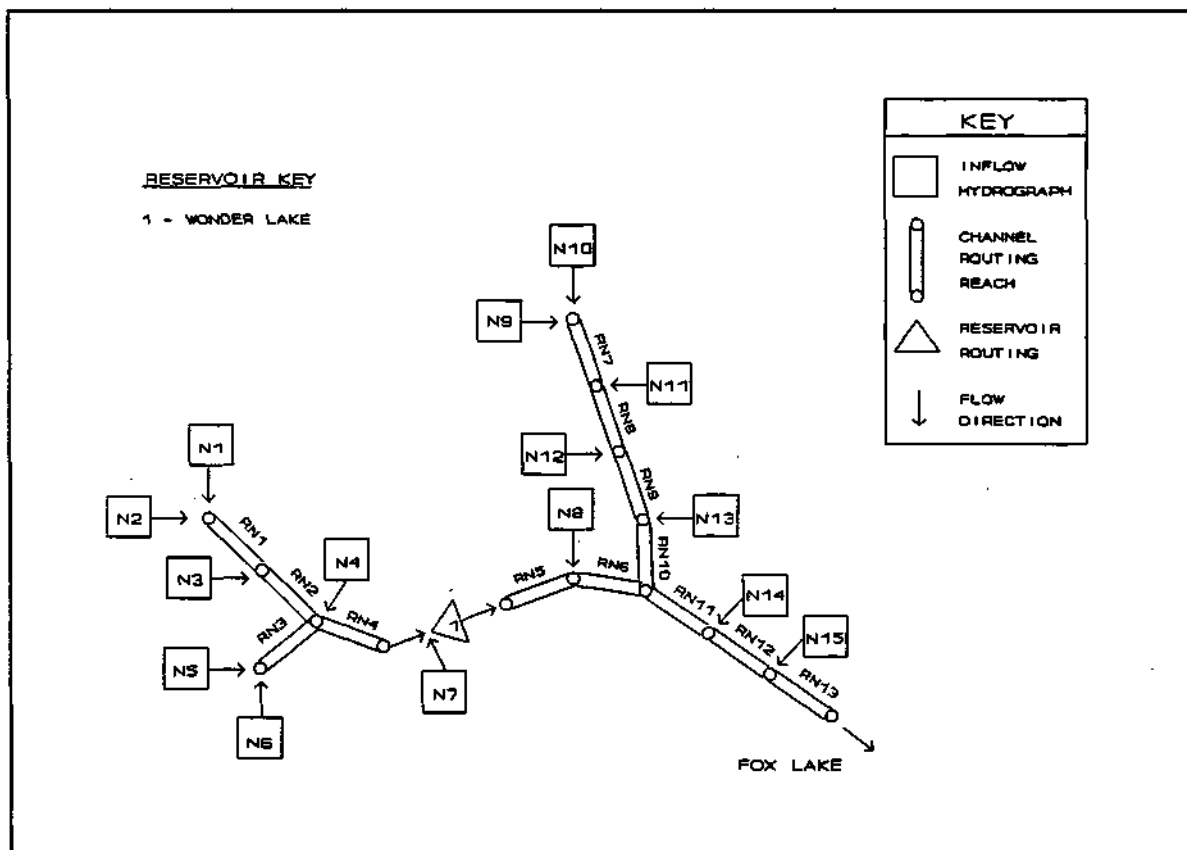 KEY
INFLOW
HYDROGRAPH
CHANNEL
ROUTING
REACH
RESERVOIR
ROUTING
FLOW
DIRECTION
RESERVOIR KEY
1 - WONDER LAKE
N10
N9
RN7
N11
RN8
N12
RN9
N13
RN10
N1
N2
RN1
N3
RN2
N4
RN3
RN4
N5
N6
N7
1
N8
RN5
RN6
RN11
N14
RN12
N15
RN13
FOX LAKE